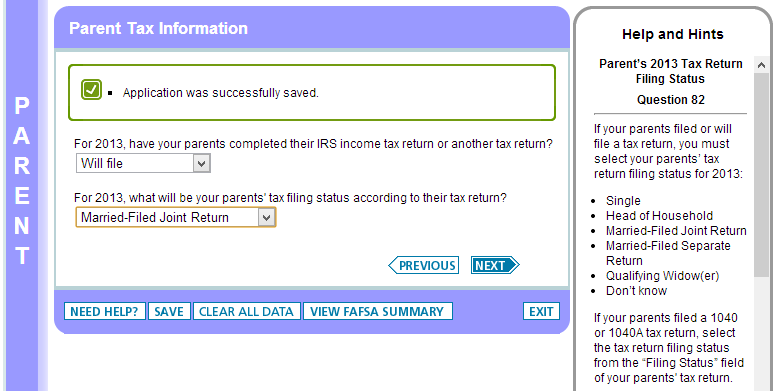 PARENT
Parent Tax Information
Application was successfully saved.
For 2013, have your parents completed their IRS income tax return or another tax return?
Will file
For 2013, what will be your parents' tax filing status according to their tax return?
Married-Filed Joint Return
PREVIOUS
NEXT
NEED HELP?
SAVE
CLEAR ALL DATA
VIEW FAFSA SUMMARY
EXIT
Help and Hints
Parent's 2013 Tax Return
Filing Status
Question 82
If your parents filed or will
file a tax return, you must
select your parents' tax
return filing status for 2013:
• Single
• Head of Household
• Married-Filed Joint Return
• Married-Filed Separate
Return
• Qualifying Widow(er)
• Don't know
If your parents filed a 1040
or 1040A tax return, select
the tax return filing status
from the “Filing Status” field
of your parents' tax return.